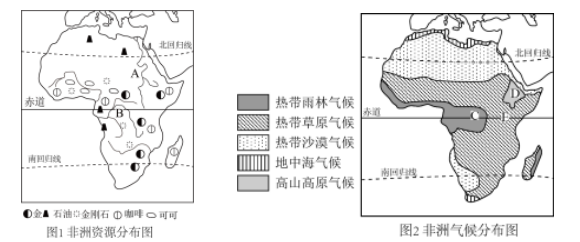 北回归线
A
赤道
B
南回归线
金 石油 金刚石 咖啡 可可
图1 非洲资源分布图
热带雨林气候
热带草原气候
热带沙漠气候
地中海气候
高山高原气候
北回归线
D
赤道
C
E
南回归线
图2 非洲气候分布图